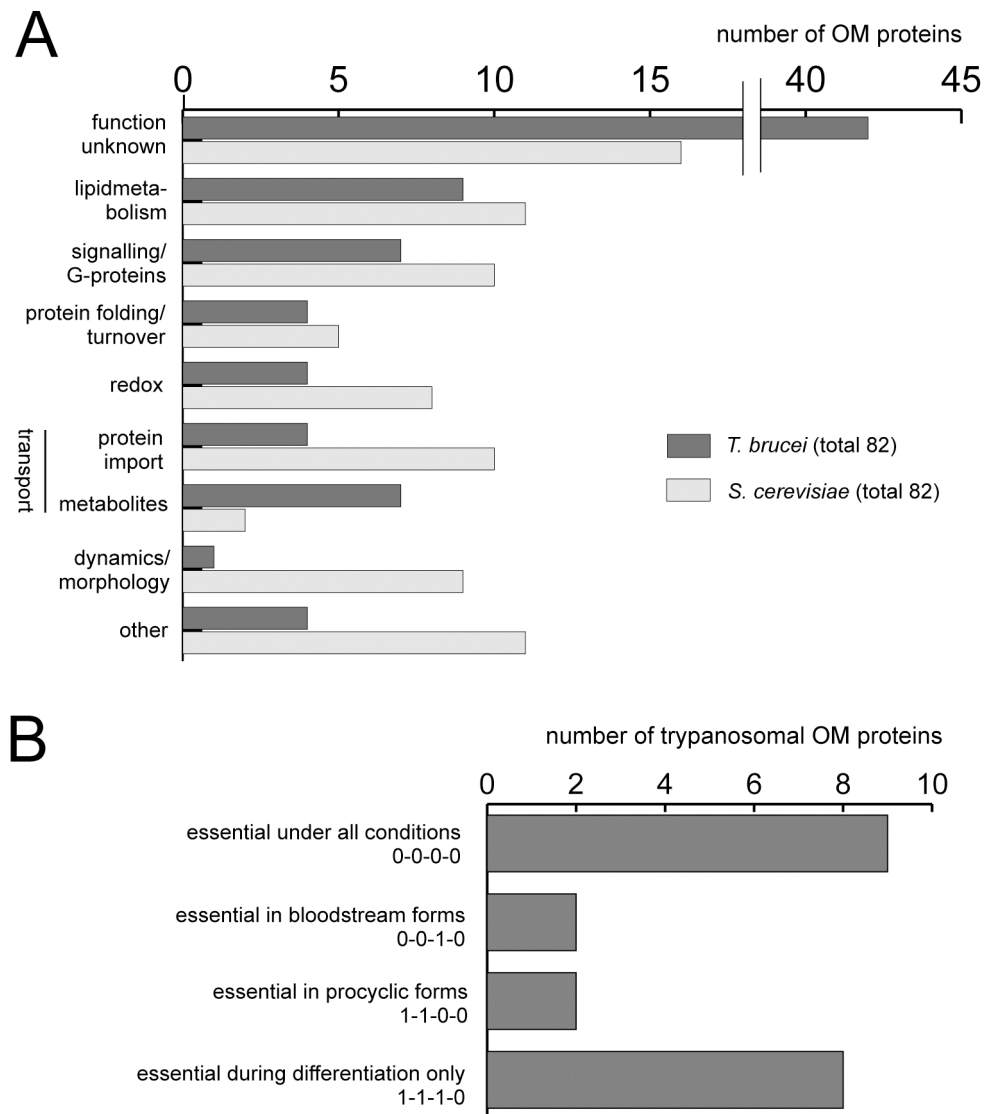 A
number of OM proteins
0 5 10 15 40 45
function
unknown
lipidmeta-
bolism
signalling/
G-proteins
protein folding/
turnover
redox
transport
protein
import
metabolites
dynamics/
morphology
other
T. brucei (total 82)
S. cerevisiae (total 82)
B
number of trypanosomal OM proteins
0 2 4 6 8 10
essential under all conditions
0-0-0-0
essential in bloodstream forms
0-0-1-0
essential in procyclic forms
1-1-0-0
essential during differentiation only
1-1-1-0